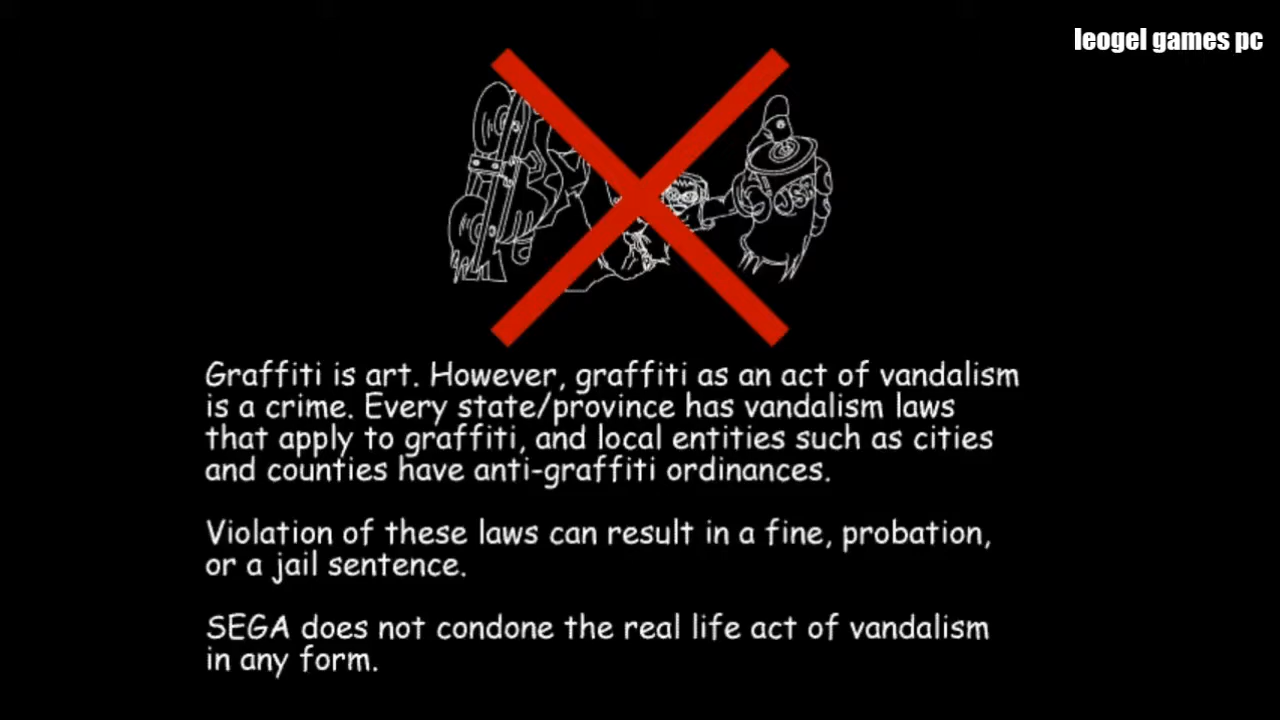 leogel games pc
JSR
Graffiti is art. However, graffiti as an act of vandalism
is a crime. Every state/province has vandalism laws
that apply to graffiti, and local entities such as cities
and counties have anti-graffiti ordinances.
Violation of these laws can result in a fine, probation,
or a jail sentence.
SEGA does not condone the real life act of vandalism
in any form.